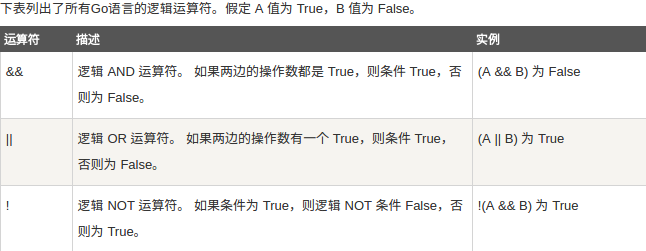 下表列出了所有Go语言的逻辑运算符。假定 A 值为 True，B 值为 False。
运算符 描述 实例
&& 逻辑 AND 运算符。 如果两边的操作数都是 True，则条件 True，否 (A && B) 为 False
则为 False。
|| 逻辑 OR 运算符。 如果两边的操作数有一个 True，则条件 True， (A || B) 为 True
否则为 False。
! 逻辑 NOT 运算符。 如果条件为 True，则逻辑 NOT 条件 False，否 !(A && B) 为 True
则为 True。